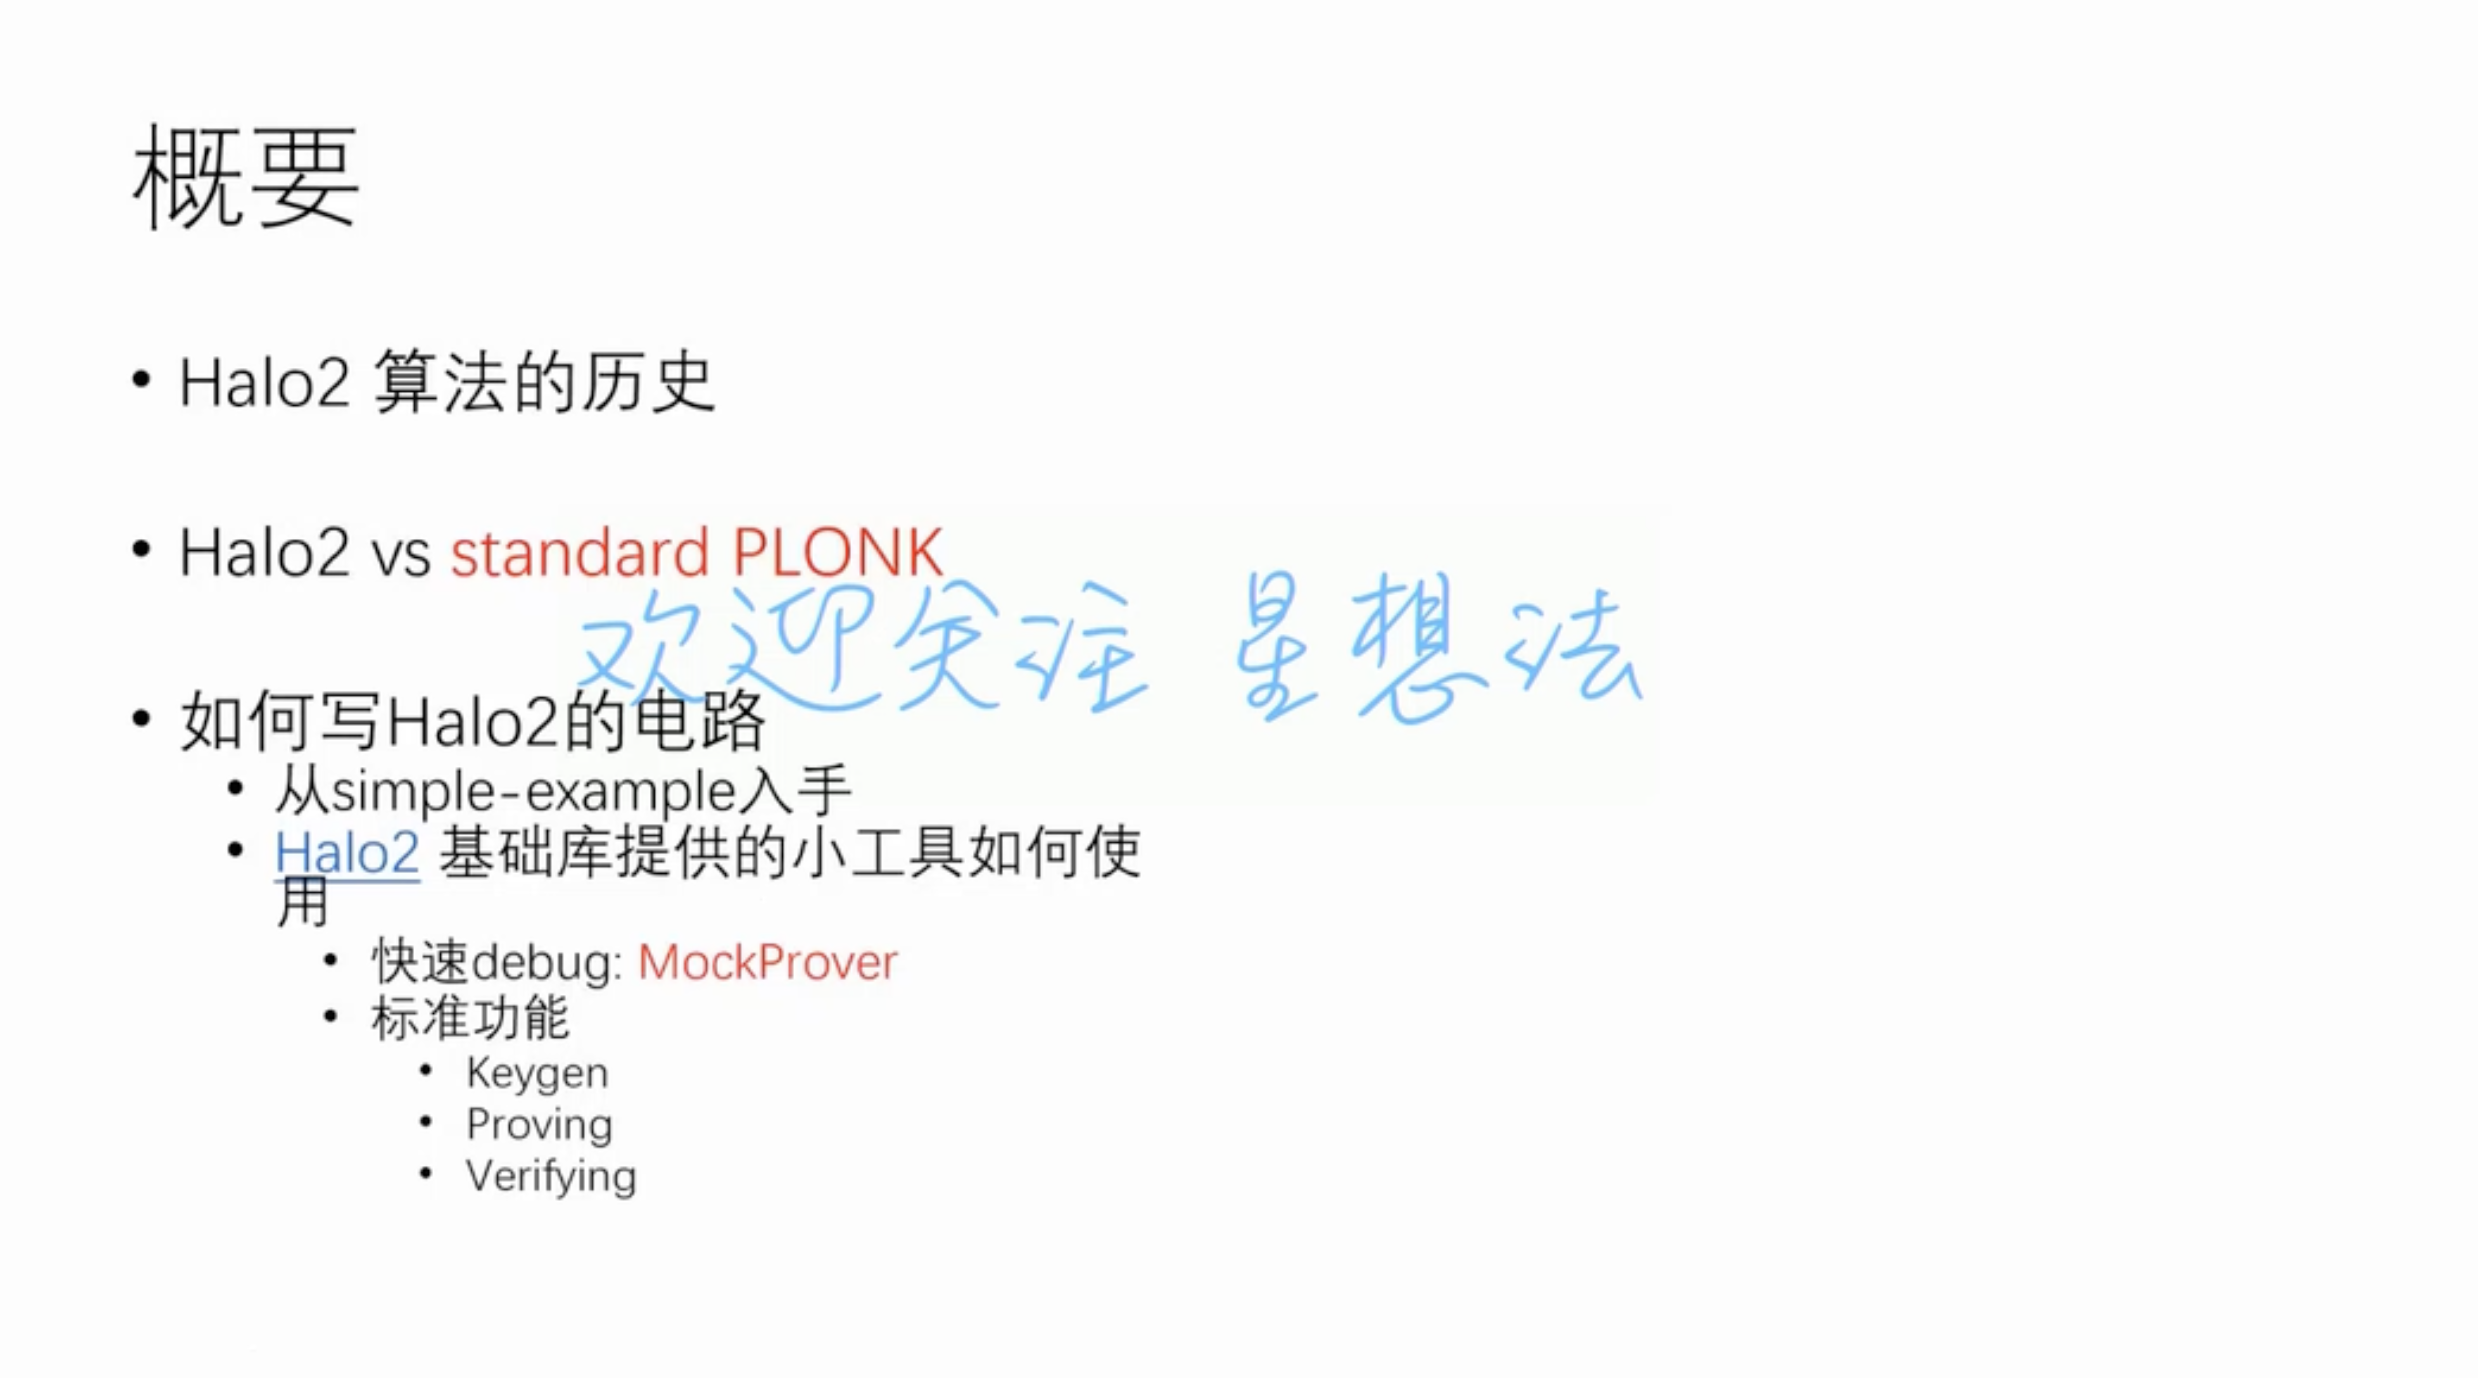 概要
• Halo2 算法的历史
• Halo2 vs standard PLONK
欢迎关注 星想法
• 如何写Halo2的电路
• 从simple-example入手
• Halo2 基础库提供的小工具如何使
用
• 快速debug: MockProver
• 标准功能
• Keygen
• Proving
• Verifying